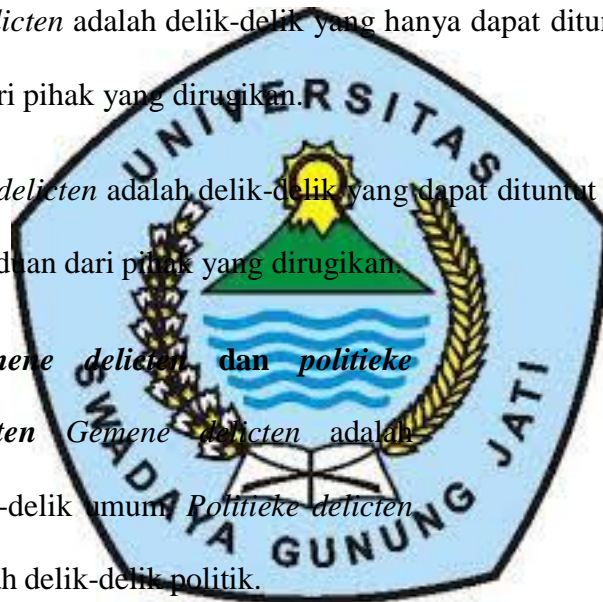 licten adalah delik-delik yang hanya dapat ditun
ri pihak yang dirugikan.
UNIVERSITAS
delicten adalah delik-delik yang dapat dituntut
duan dari pihak yang dirugikan.
mene delicten dan politieke
ten Gemene delicten adalah
-delik umum. Politieke delicten
ah delik-delik politik.
SWADAYA GUNUNG JATI